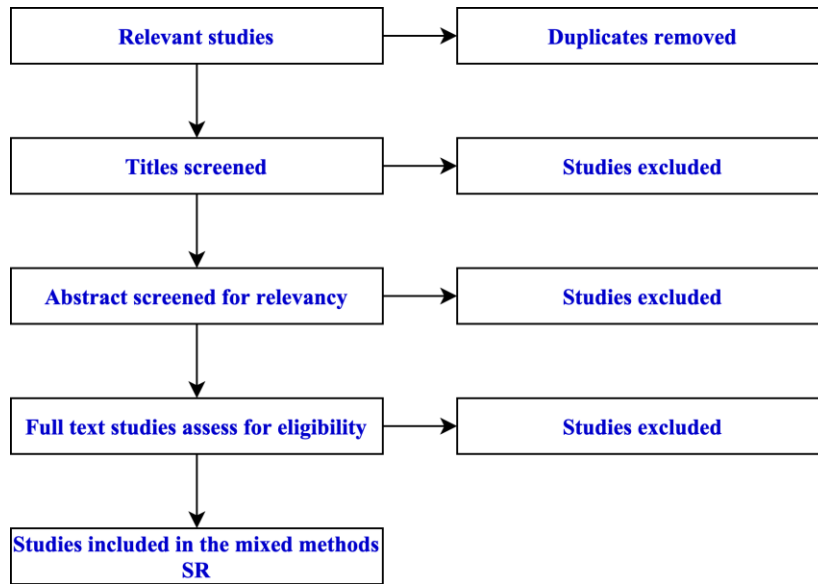 Relevant studies
Duplicates removed
Titles screened
Studies excluded
Abstract screened for relevancy
Studies excluded
Full text studies assess for eligibility
Studies excluded
Studies included in the mixed methods
SR